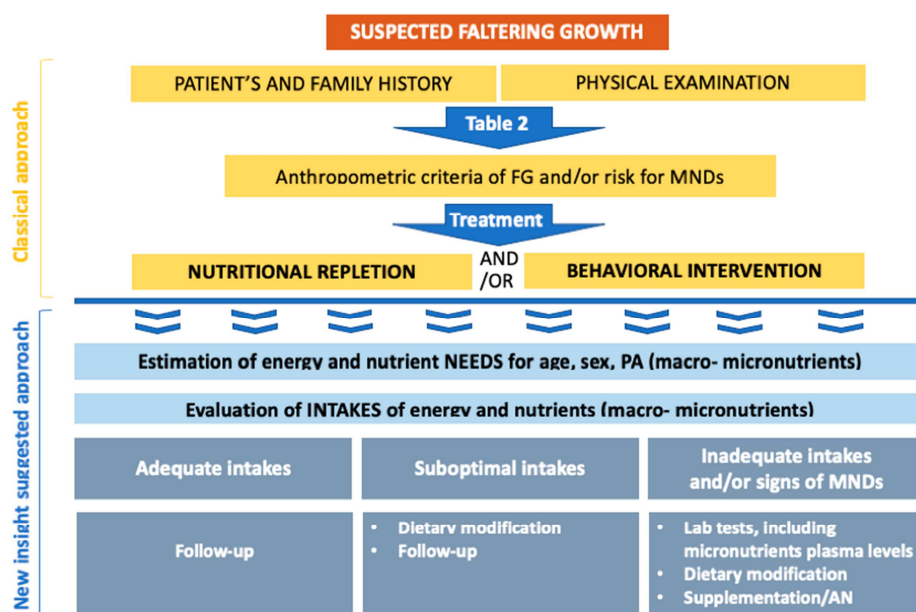 SUSPECTED FALTERING GROWTH
Classical approach
PATIENT'S AND FAMILY HISTORY
PHYSICAL EXAMINATION
Table 2
Anthropometric criteria of FG and/or risk for MNDs
Treatment
NUTRITIONAL REPLETION
AND
/OR
BEHAVIORAL INTERVENTION
New insight suggested approach
Estimation of energy and nutrient NEEDS for age, sex, PA (macro- micronutrients)
Evaluation of INTAKES of energy and nutrients (macro- micronutrients)
Adequate intakes
Suboptimal intakes
Inadequate intakes
and/or signs of MNDs
Follow-up
• Dietary modification
• Follow-up
• Lab tests, including
micronutrients plasma levels
• Dietary modification
• Supplementation/AN